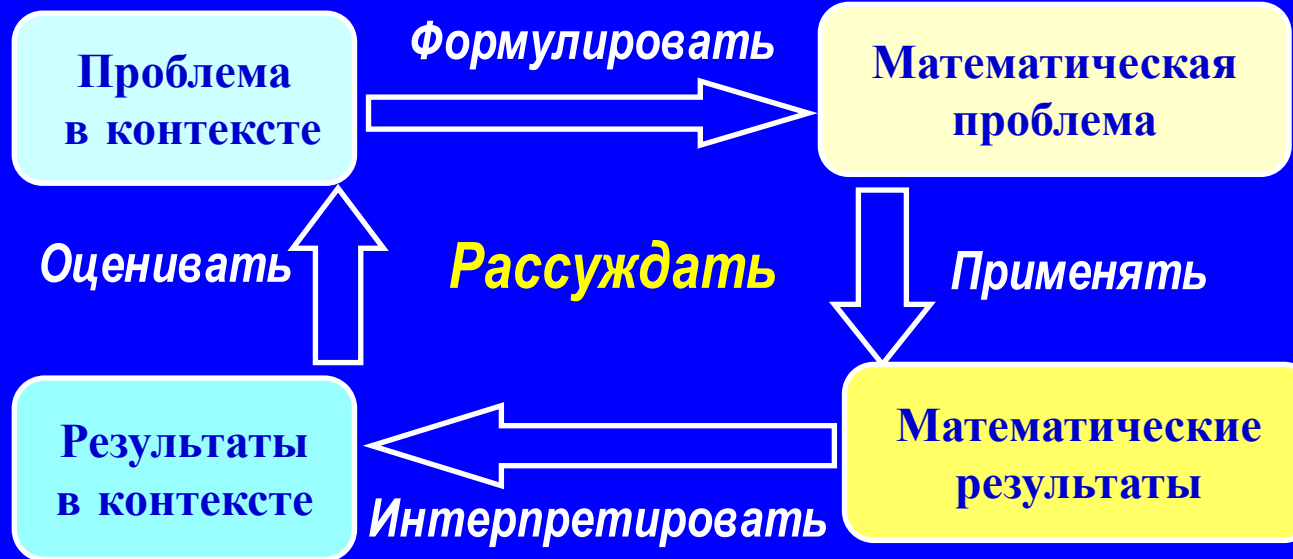 Формулировать
Проблема
в контексте
Математическая
проблема
Оценивать
Рассуждать
Применять
Результаты
в контексте
Математические
результаты
Интерпретировать